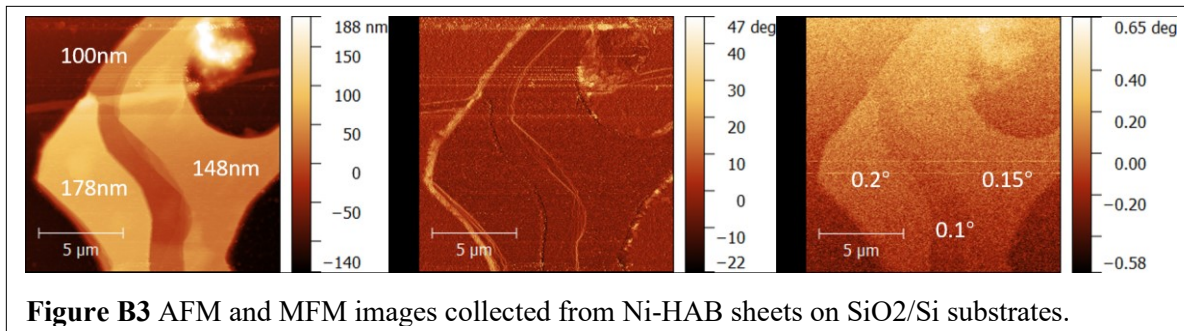 188 nm
150
100
50
0
−50
−100
−140
100nm
178nm
148nm
5 µm
47 deg
40
30
20
10
0
−10
−22
5 µm
0.65 deg
0.40
0.20
0.00
−0.20
−0.58
0.2°
0.15°
0.1°
5 µm
Figure B3 AFM and MFM images collected from Ni-HAB sheets on SiO2/Si substrates.